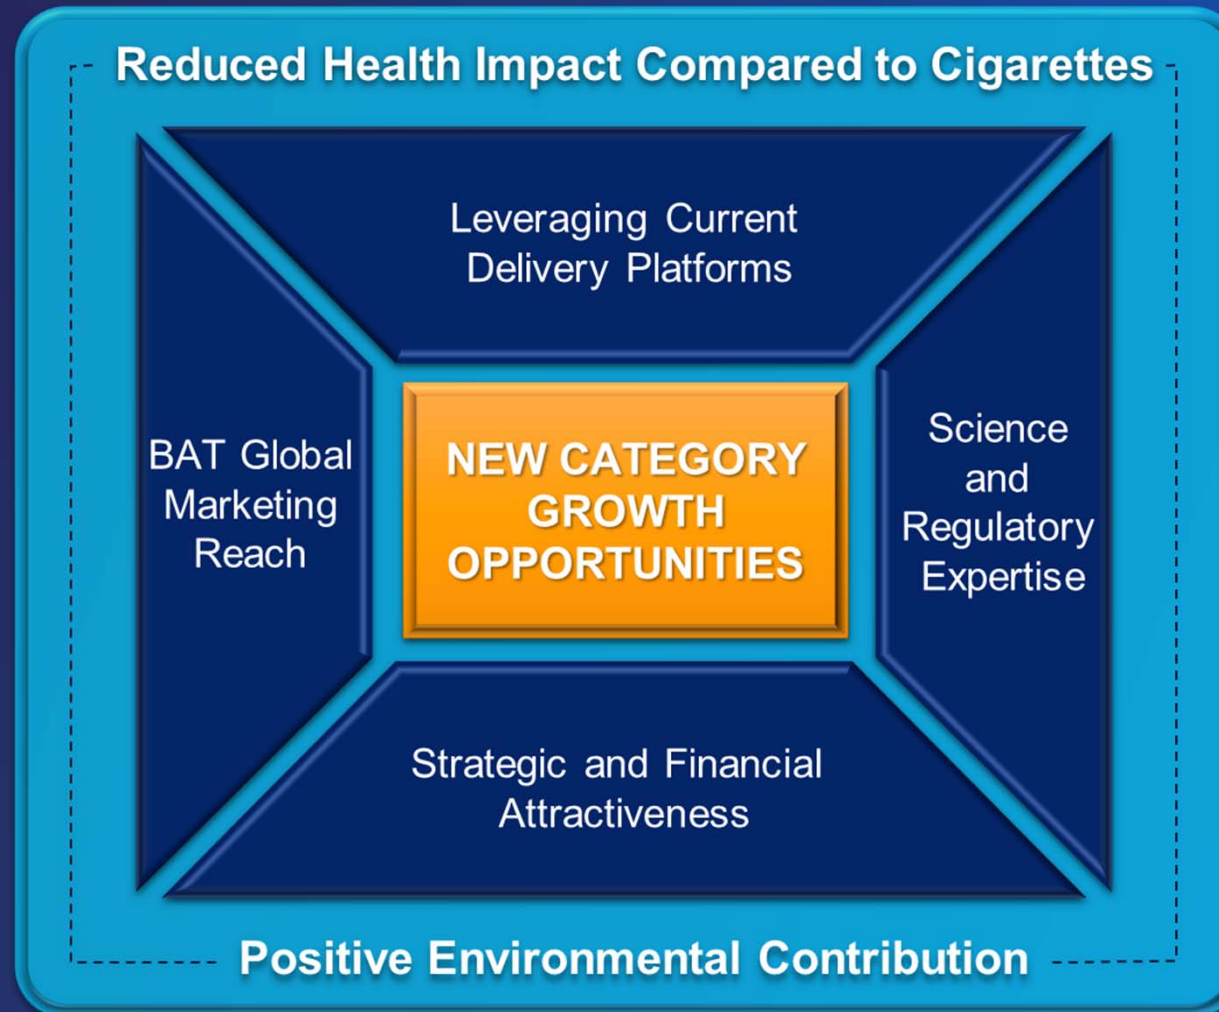 Reduced Health Impact Compared to Cigarettes
Leveraging Current
Delivery Platforms
BAT Global
Marketing
Reach
NEW CATEGORY
GROWTH
OPPORTUNITIES
Science
and
Regulatory
Expertise
Strategic and Financial
Attractiveness
Positive Environmental Contribution